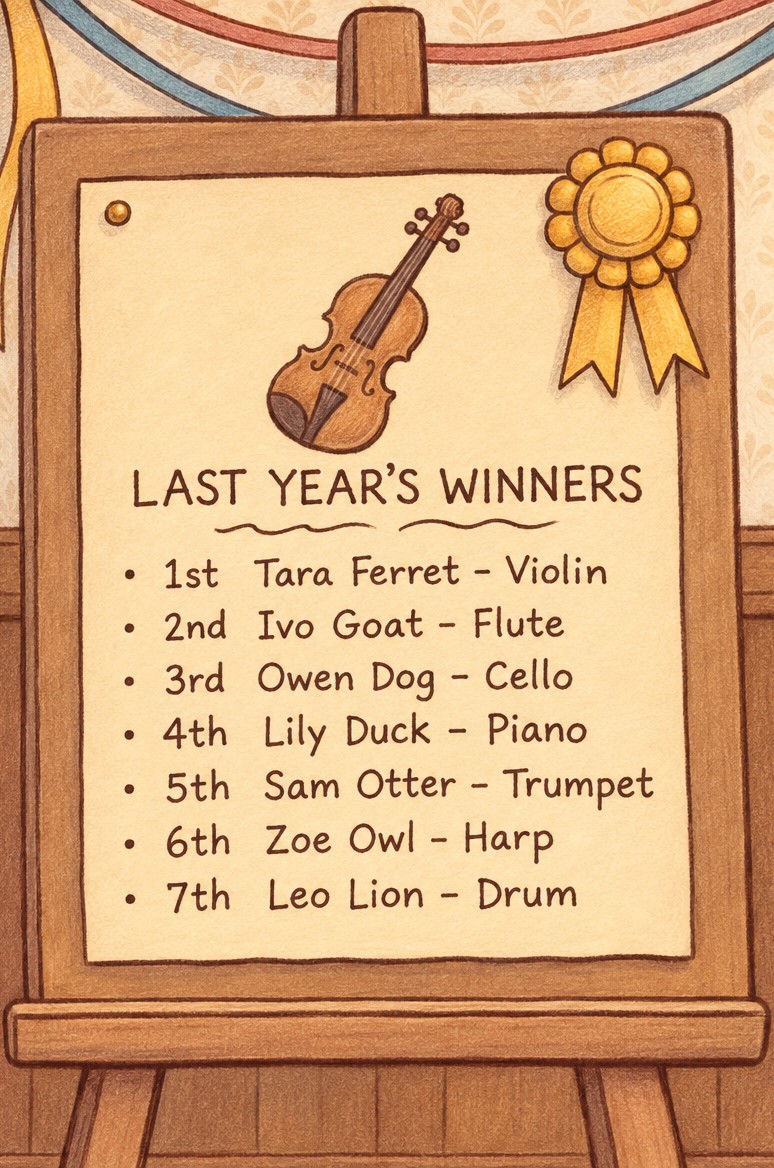 LAST YEAR'S WINNERS
• 1st Tara Ferret – Violin
• 2nd Ivo Goat – Flute
• 3rd Owen Dog – Cello
• 4th Lily Duck – Piano
• 5th Sam Otter – Trumpet
• 6th Zoe Owl – Harp
• 7th Leo Lion – Drum